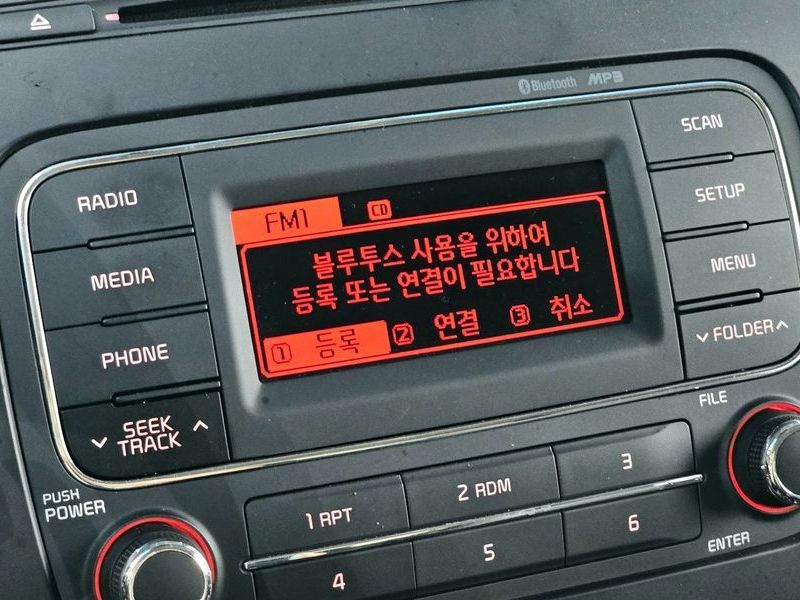 Bluetooth MP3
SCAN
RADIO
SETUP
FM1 CD
블루투스 사용을 위하여
등록 또는 연결이 필요합니다
1 등록 2 연결 3 취소
MEDIA
MENU
PHONE
FOLDER
SEEK
TRACK
FILE
PUSH
POWER
1 RPT
2 RDM
3
4
5
6
ENTER